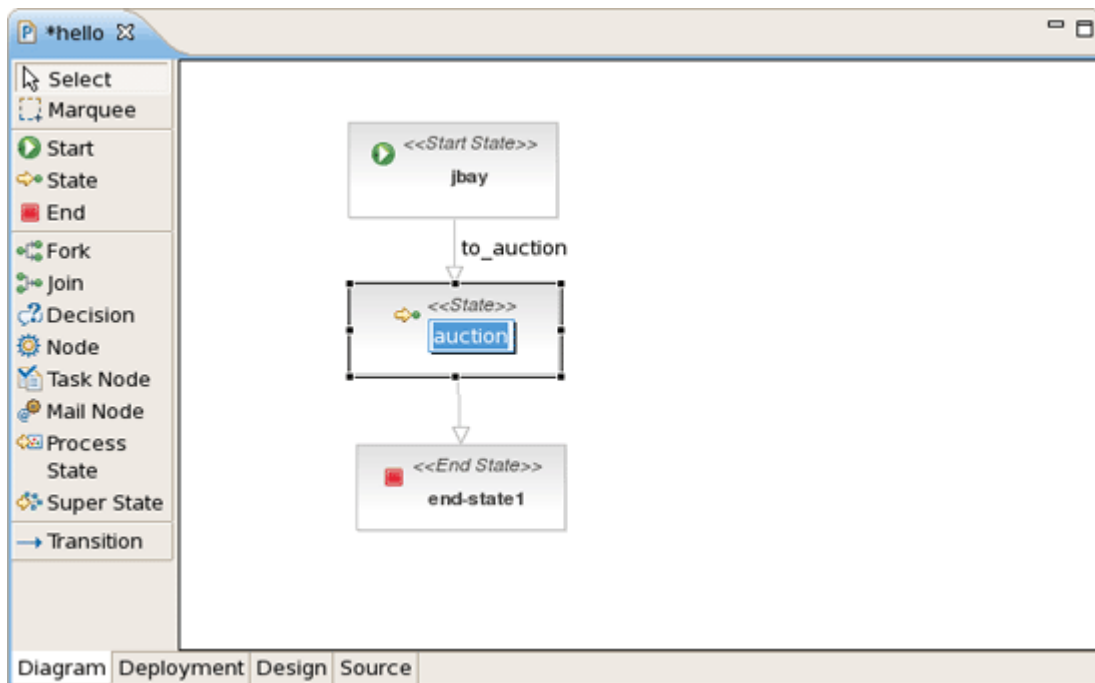 *hello
Select
Marquee
Start
State
End
Fork
Join
Decision
Node
Task Node
Mail Node
Process
State
Super State
Transition
<<Start State>>
jbay
to_auction
<<State>>
auction
<<End State>>
end-state1
Diagram Deployment Design Source